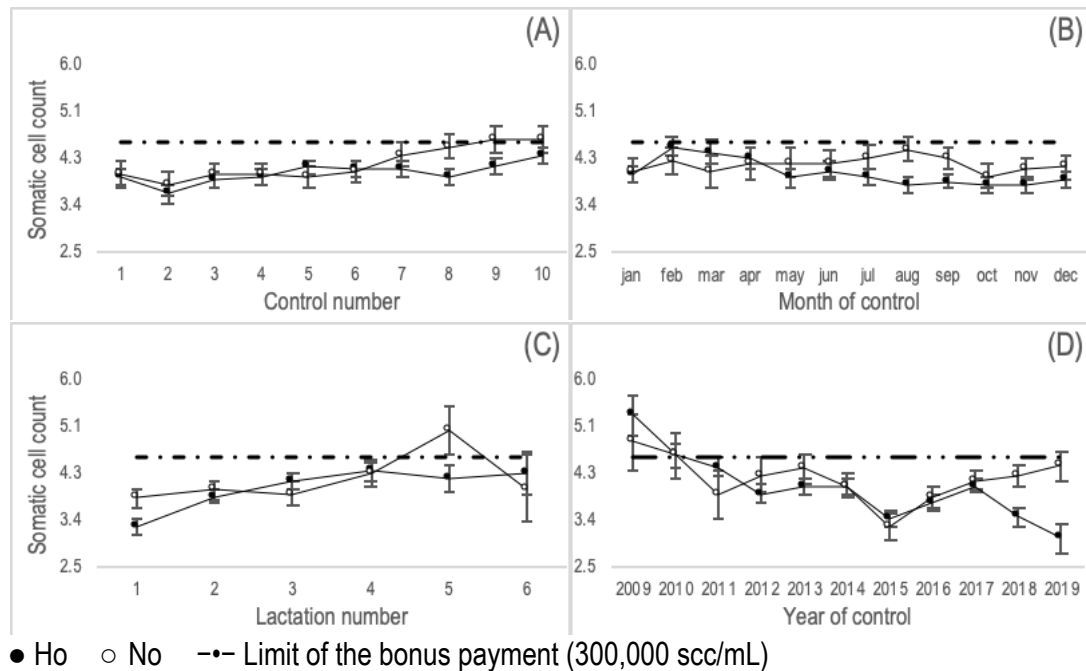 (A)
6.0
5.1
4.3
3.4
2.5
Somatic cell count
1 2 3 4 5 6 7 8 9 10
Control number
(B)
6.0
5.1
4.3
3.4
2.5
jan feb mar apr may jun jul aug sep oct nov dec
Month of control
(C)
6.0
5.1
4.3
3.4
2.5
Somatic cell count
1 2 3 4 5 6
Lactation number
(D)
6.0
5.1
4.3
3.4
2.5
2009 2010 2011 2012 2013 2014 2015 2016 2017 2018 2019
Year of control
● Ho ○ No –•– Limit of the bonus payment (300,000 scc/mL)